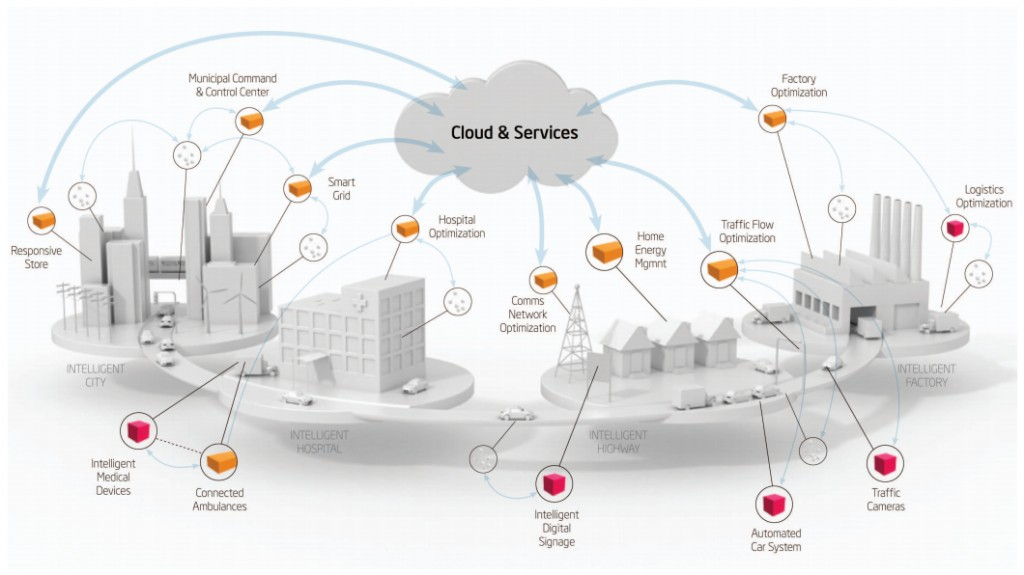 Municipal Command
& Control Center
Cloud & Services
Factory
Optimization
Smart
Grid
Logistics
Optimization
Responsive
Store
Hospital
Optimization
Home
Energy
Mgmnt
Traffic Flow
Optimization
Comms
Network
Optimization
INTELLIGENT
CITY
INTELLIGENT
FACTORY
INTELLIGENT
HOSPITAL
INTELLIGENT
HIGHWAY
Intelligent
Medical
Devices
Connected
Ambulances
Intelligent
Digital
Signage
Traffic
Cameras
Automated
Car System